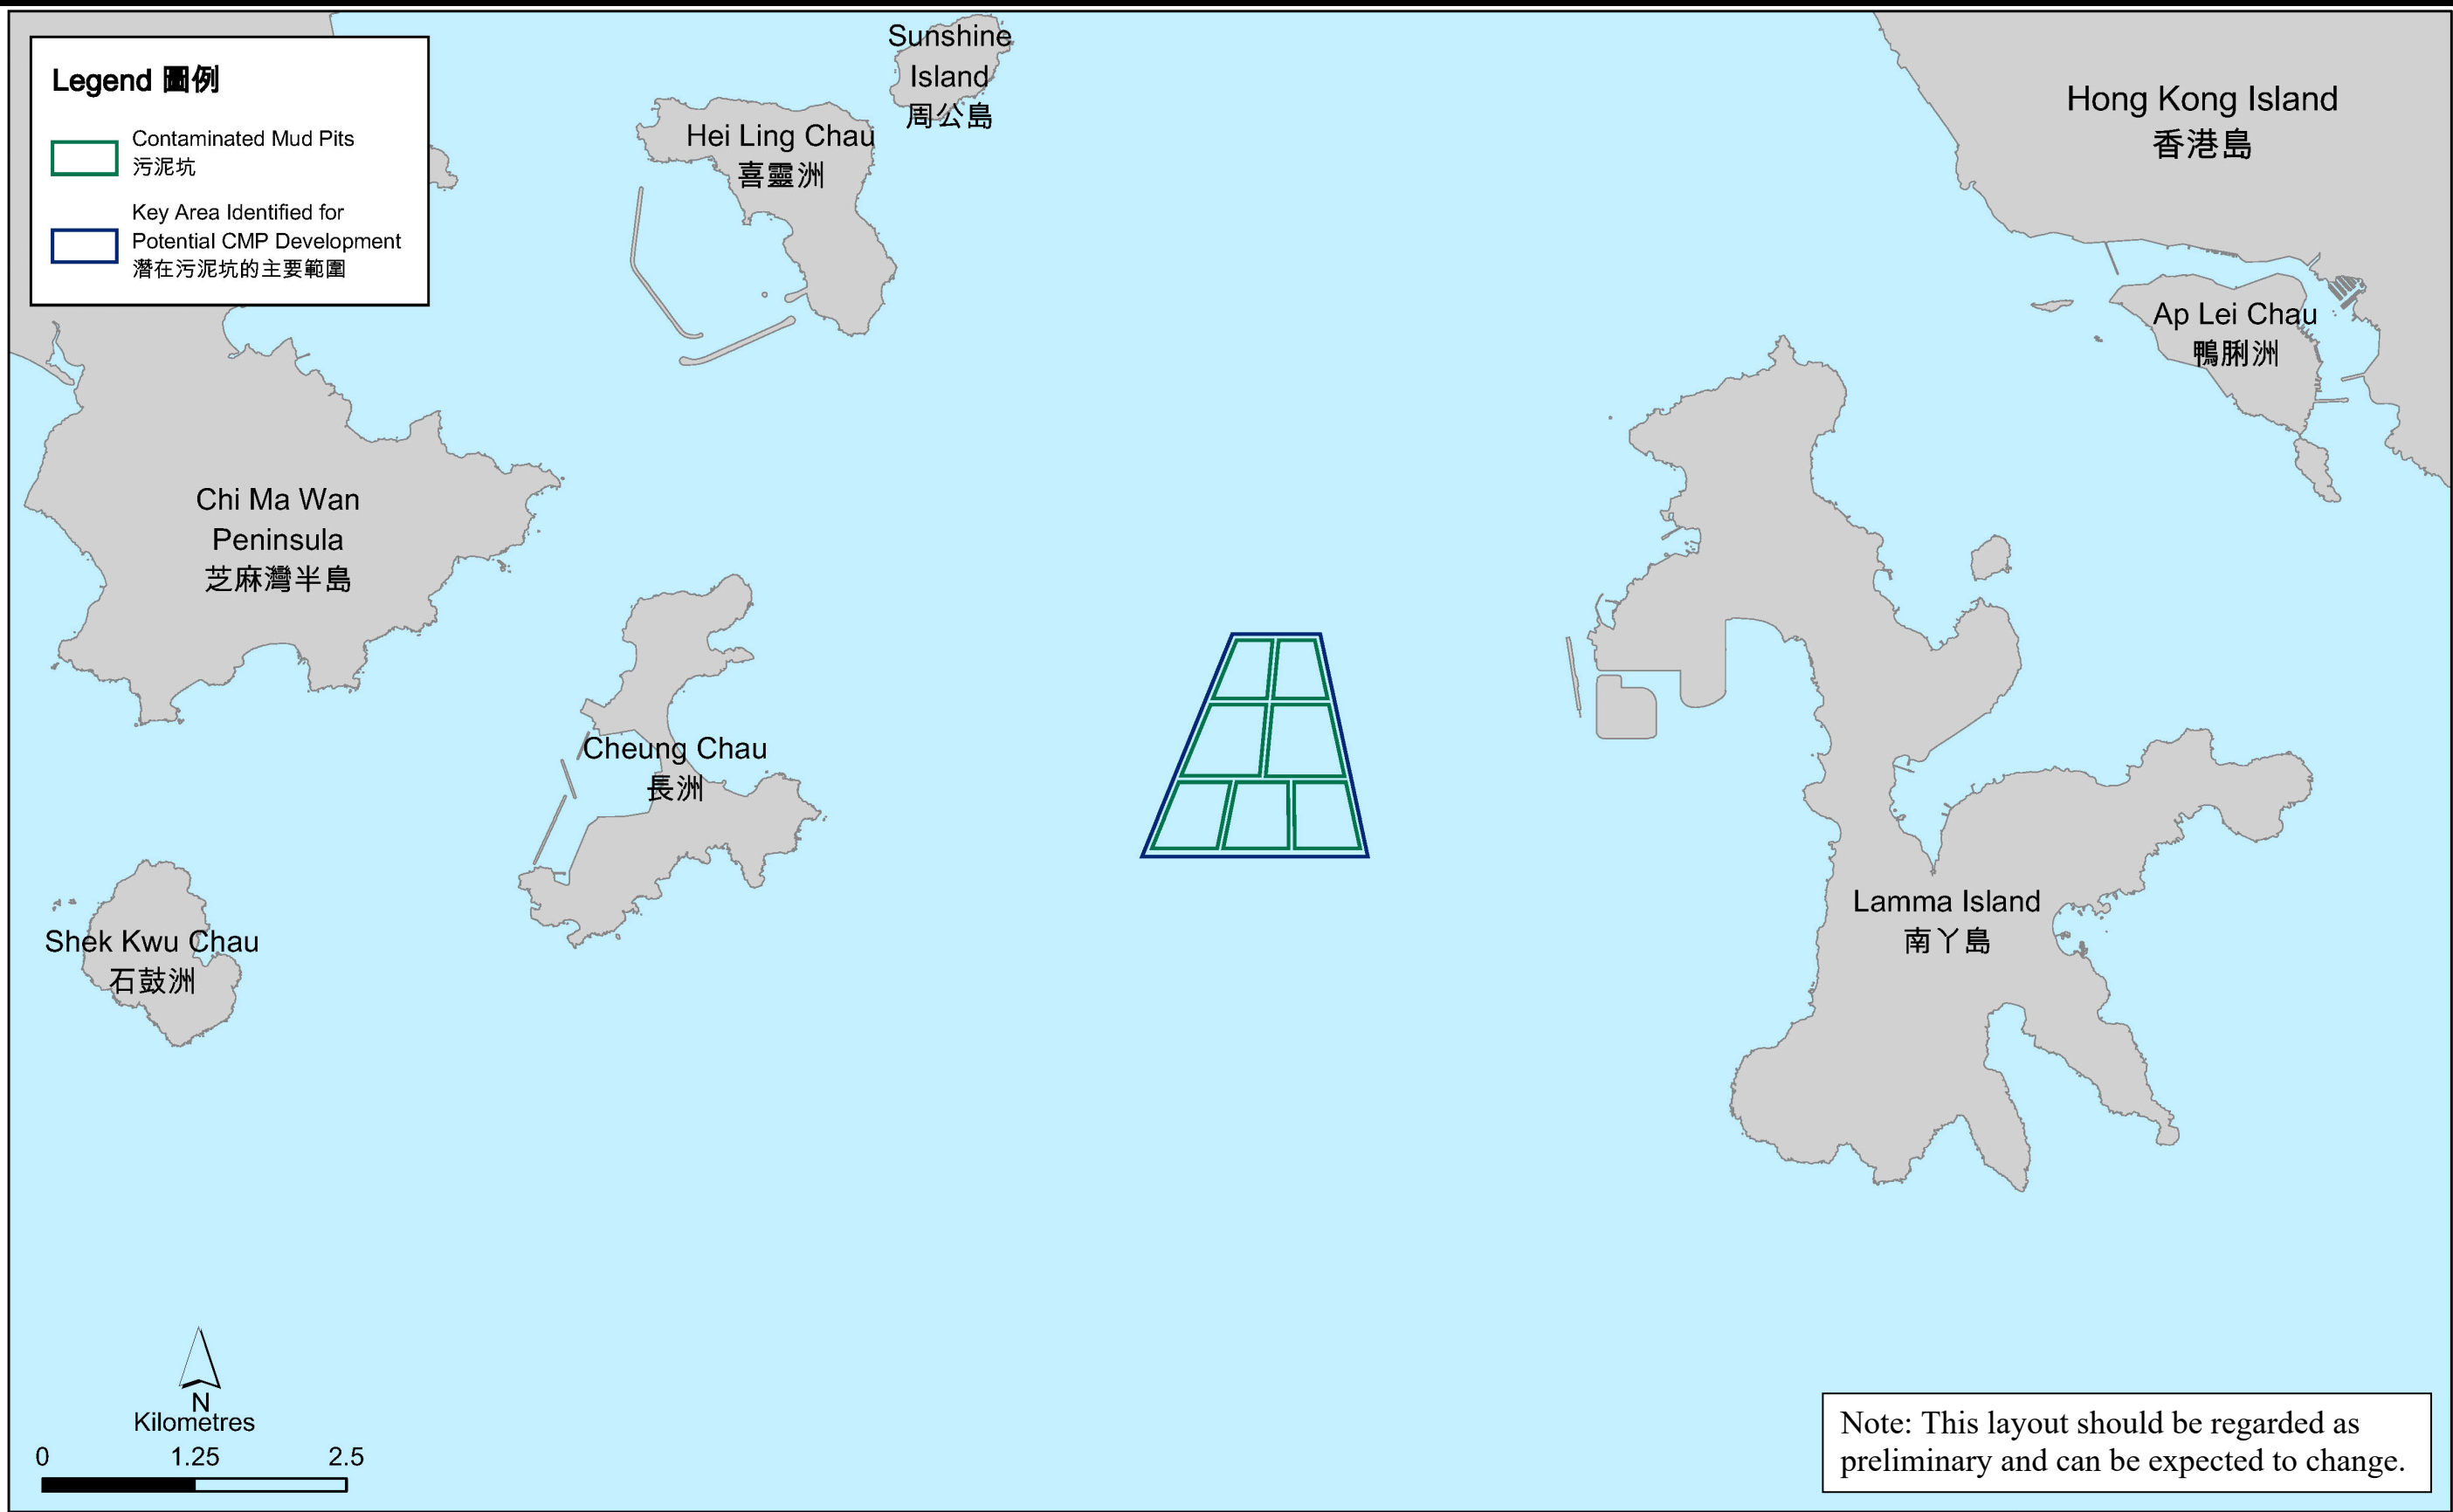 Legend 圖例
Contaminated Mud Pits
污泥坑
Key Area Identified for
Potential CMP Development
潛在污泥坑的主要範圍
Sunshine
Island
周公島
Hei Ling Chau
喜靈洲
Hong Kong Island
香港島
Ap Lei Chau
鴨脷洲
Chi Ma Wan
Peninsula
芝麻灣半島
Cheung Chau
長洲
Shek Kwu Chau
石鼓洲
Lamma Island
南丫島
N
Kilometres
0 1.25 2.5
Note: This layout should be regarded as
preliminary and can be expected to change.